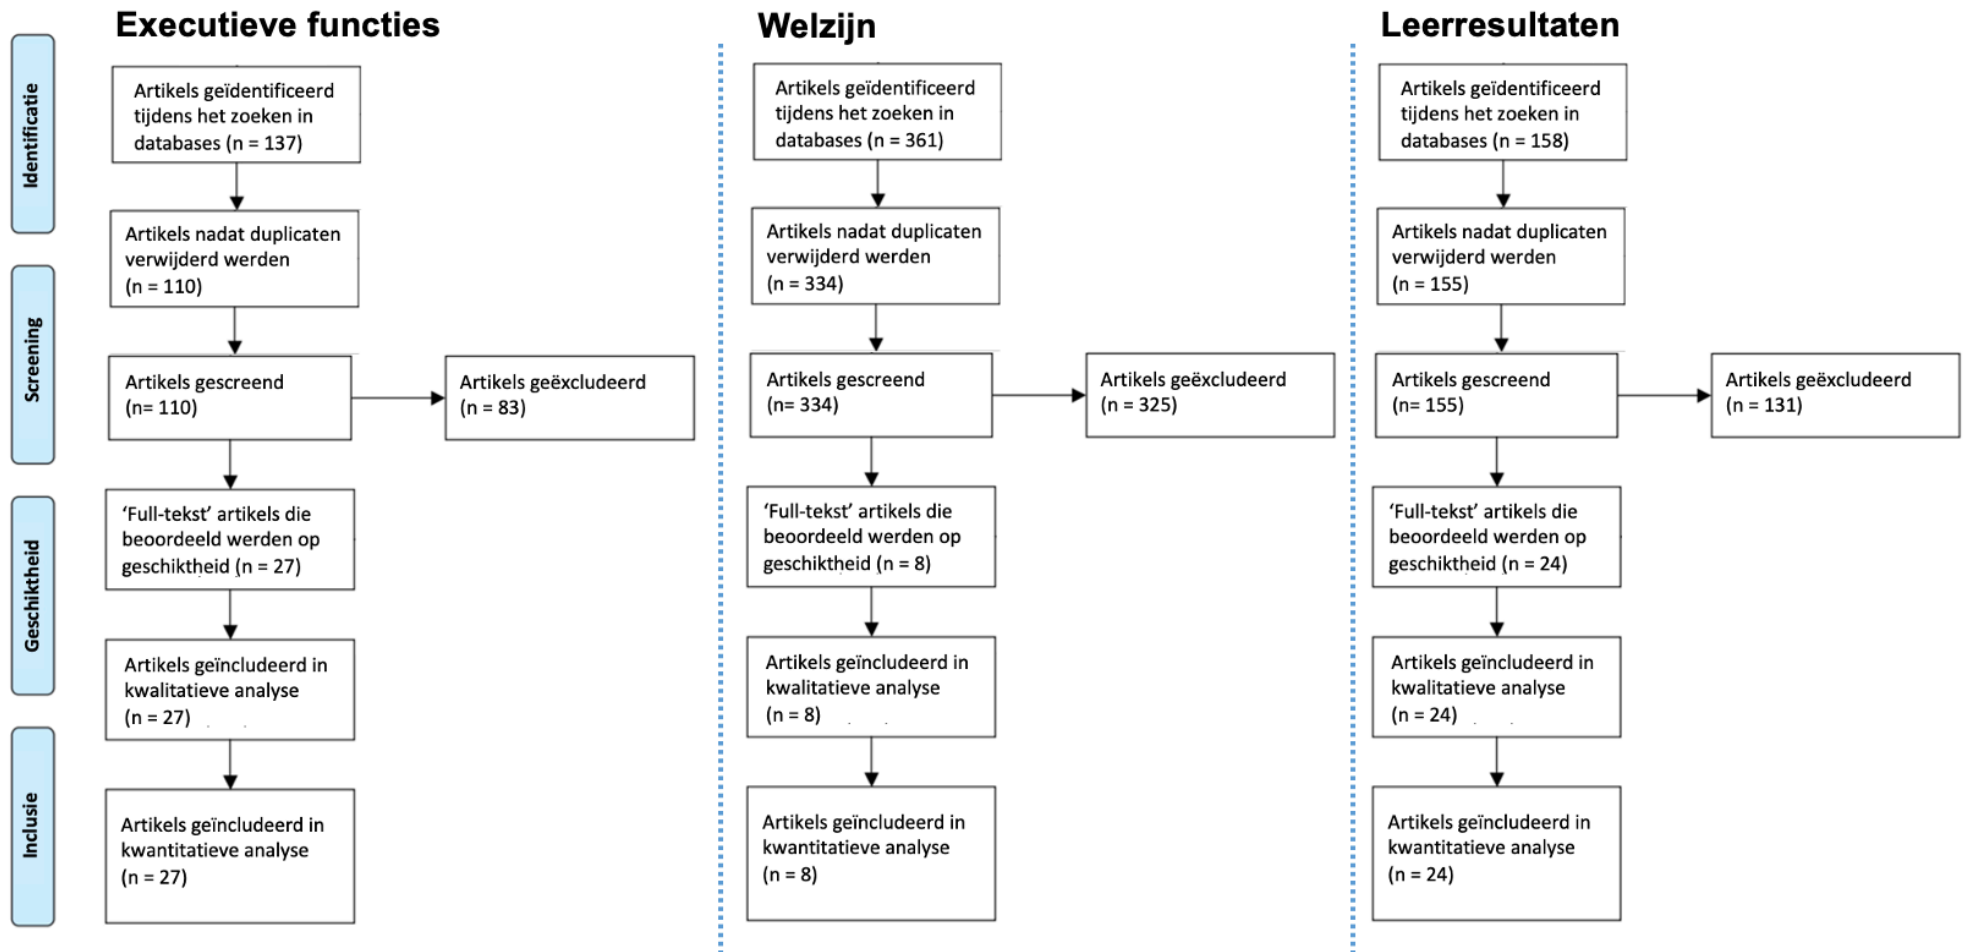 Executieve functies
Welzijn
Leerresultaten
Identificatie
Screening
Geschiktheid
Inclusie
Artikels geïdentificeerd
tijdens het zoeken in
databases (n = 137)
Artikels nadat duplicaten
verwijderd werden
(n = 110)
Artikels gescreend
(n= 110)
Artikels geëxcludeerd
(n = 83)
‘Full-tekst’ artikels die
beoordeeld werden op
geschiktheid (n = 27)
Artikels geïncludeerd in
kwalitatieve analyse
(n = 27)
Artikels geïncludeerd in
kwantitatieve analyse
(n = 27)
Artikels geïdentificeerd
tijdens het zoeken in
databases (n = 361)
Artikels nadat duplicaten
verwijderd werden
(n = 334)
Artikels gescreend
(n= 334)
Artikels geëxcludeerd
(n = 325)
‘Full-tekst’ artikels die
beoordeeld werden op
geschiktheid (n = 8)
Artikels geïncludeerd in
kwalitatieve analyse
(n = 8)
Artikels geïncludeerd in
kwantitatieve analyse
(n = 8)
Artikels geïdentificeerd
tijdens het zoeken in
databases (n = 158)
Artikels nadat duplicaten
verwijderd werden
(n = 155)
Artikels gescreend
(n= 155)
Artikels geëxcludeerd
(n = 131)
‘Full-tekst’ artikels die
beoordeeld werden op
geschiktheid (n = 24)
Artikels geïncludeerd in
kwalitatieve analyse
(n = 24)
Artikels geïncludeerd in
kwantitatieve analyse
(n = 24)